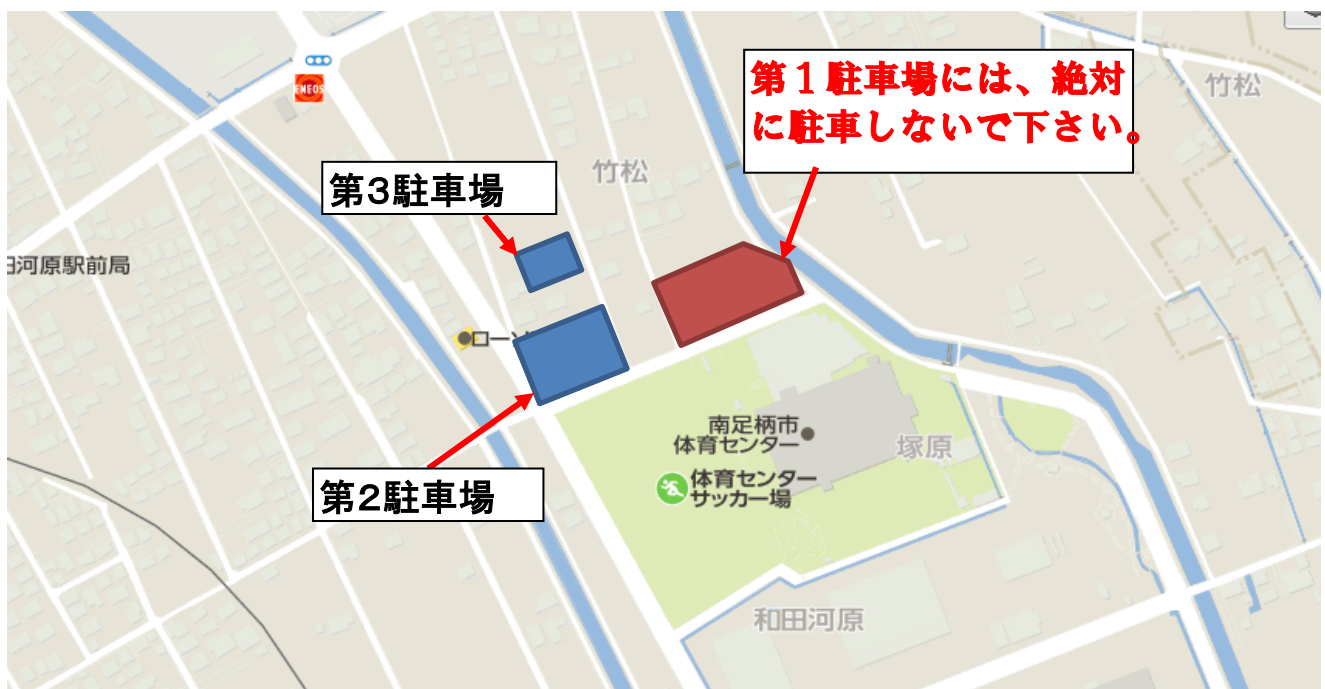 ENEOS
第１駐車場には、絶対
に駐車しないで下さい。
竹松
竹松
第3駐車場
田河原駅前局
ローソ
南足柄市
体育センター
塚原
体育センター
サッカー場
第2駐車場
和田河原